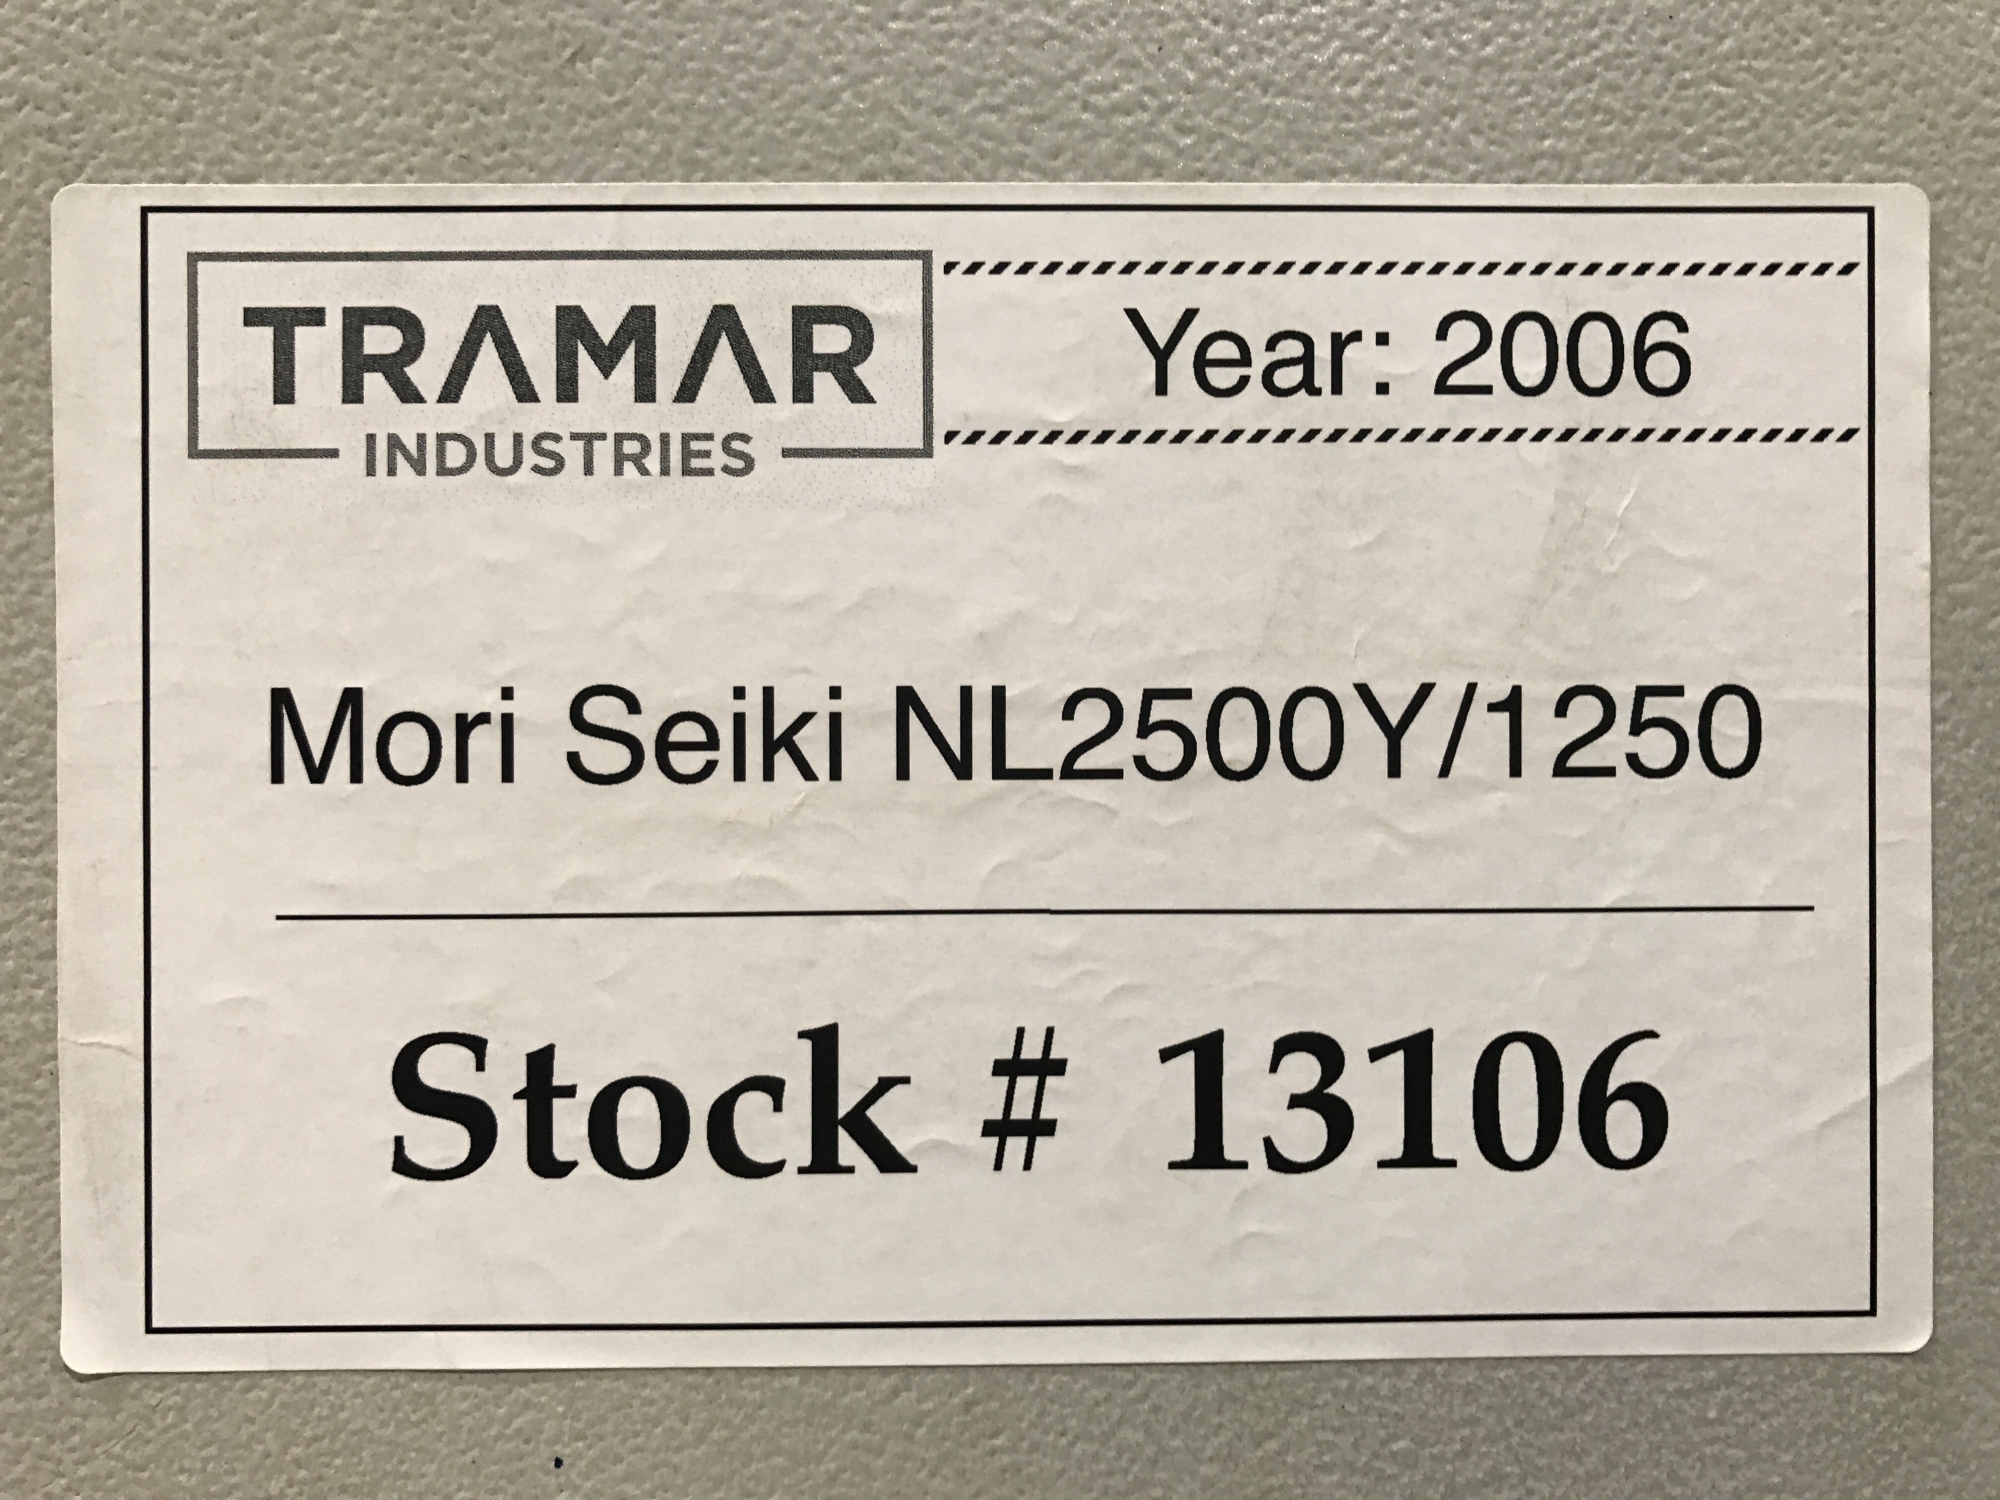 TRAMAR
INDUSTRIES
Year: 2006
Mori Seiki NL2500Y/1250
Stock # 13106